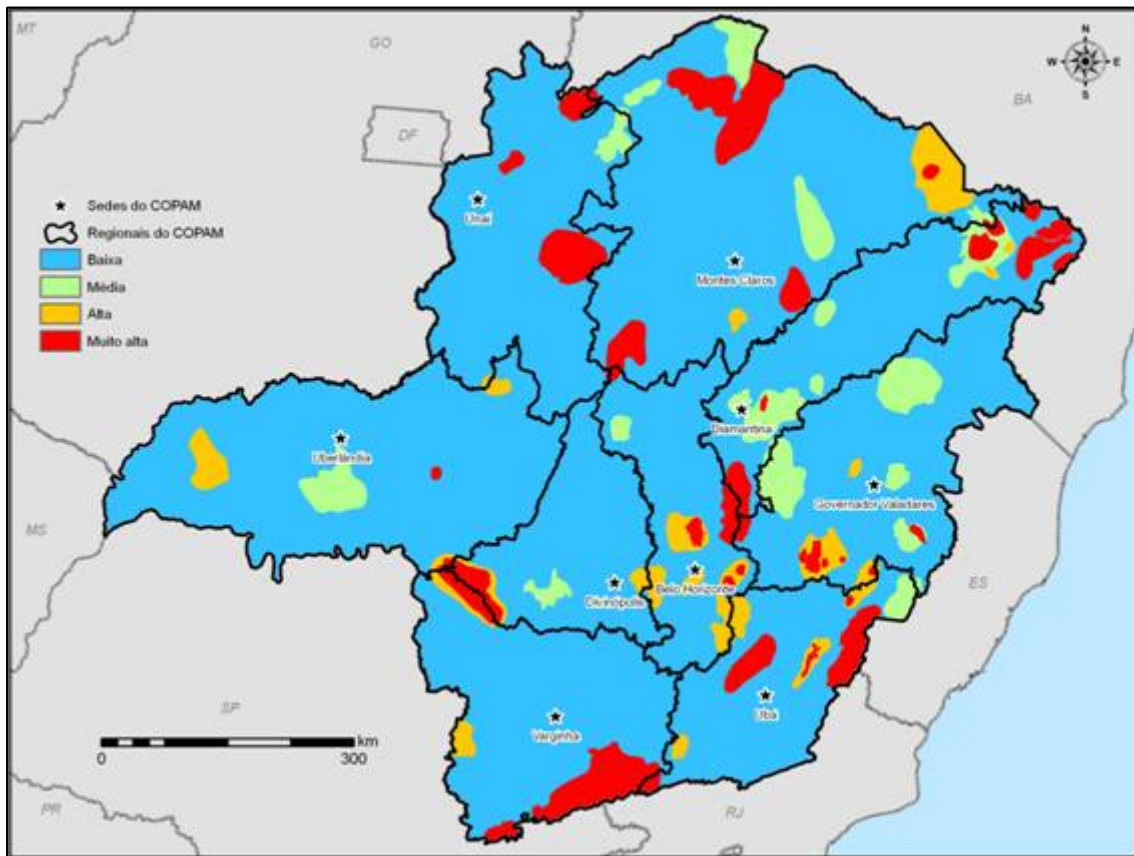 MT
GO
N
W
E
S
BA
DF
Sedes do COPAM
Regionais do COPAM
Baixa
Média
Alta
Muito alta
Unaí
Montes Claros
Diamantina
Uberlândia
Governador Valadares
MS
Belo Horizonte
Divinópolis
ES
Ubá
SP
Varginha
km
0
300
PR
RJ